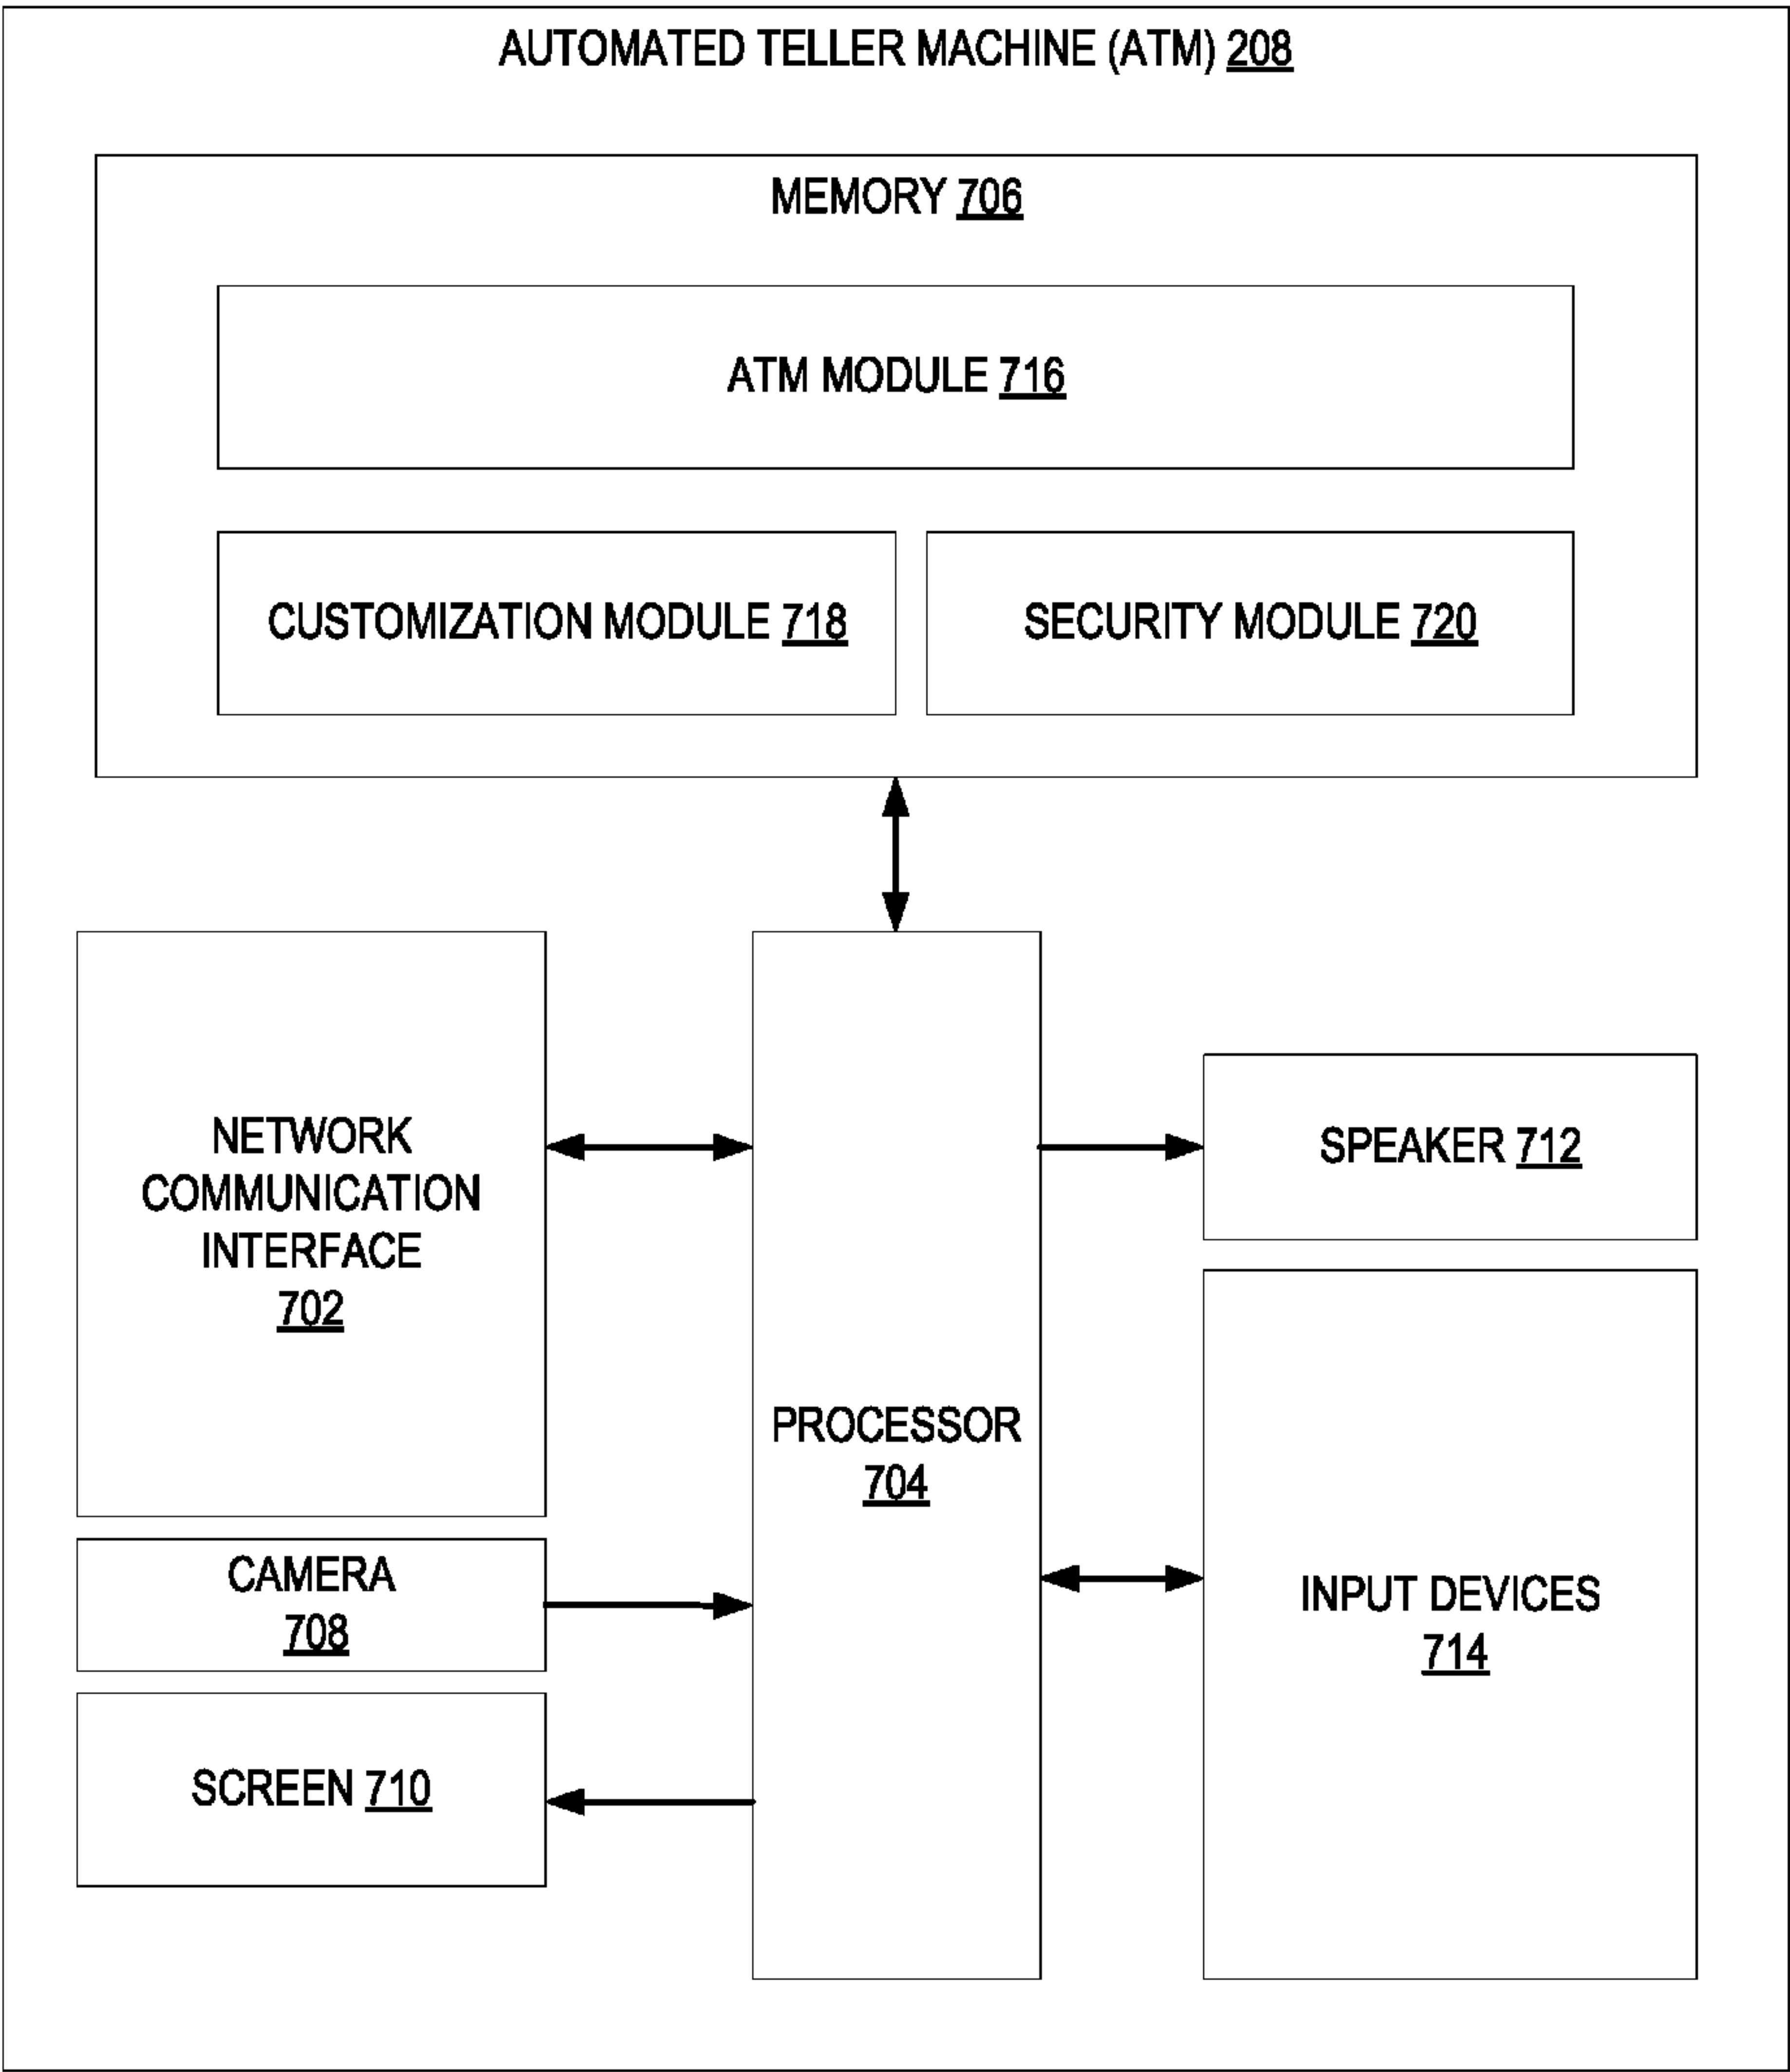 AUTOMATED TELLER MACHINE (ATM) 208
MEMORY 706
ATM MODULE 716
CUSTOMIZATION MODULE 718
SECURITY MODULE 720
NETWORK
COMMUNICATION
INTERFACE
702
PROCESSOR
704
SPEAKER 712
CAMERA
708
INPUT DEVICES
714
SCREEN 710